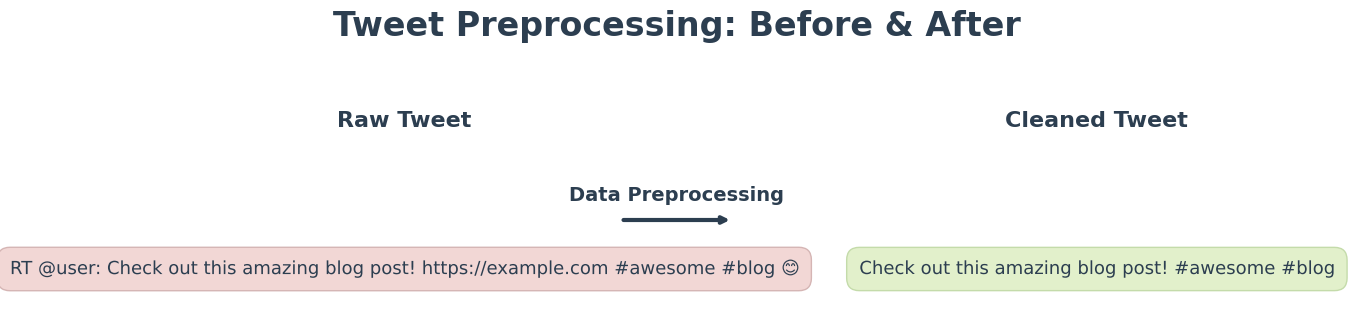 Tweet Preprocessing: Before & After
Raw Tweet
Cleaned Tweet
Data Preprocessing
RT @user: Check out this amazing blog post! https://example.com #awesome #blog 😊
Check out this amazing blog post! #awesome #blog